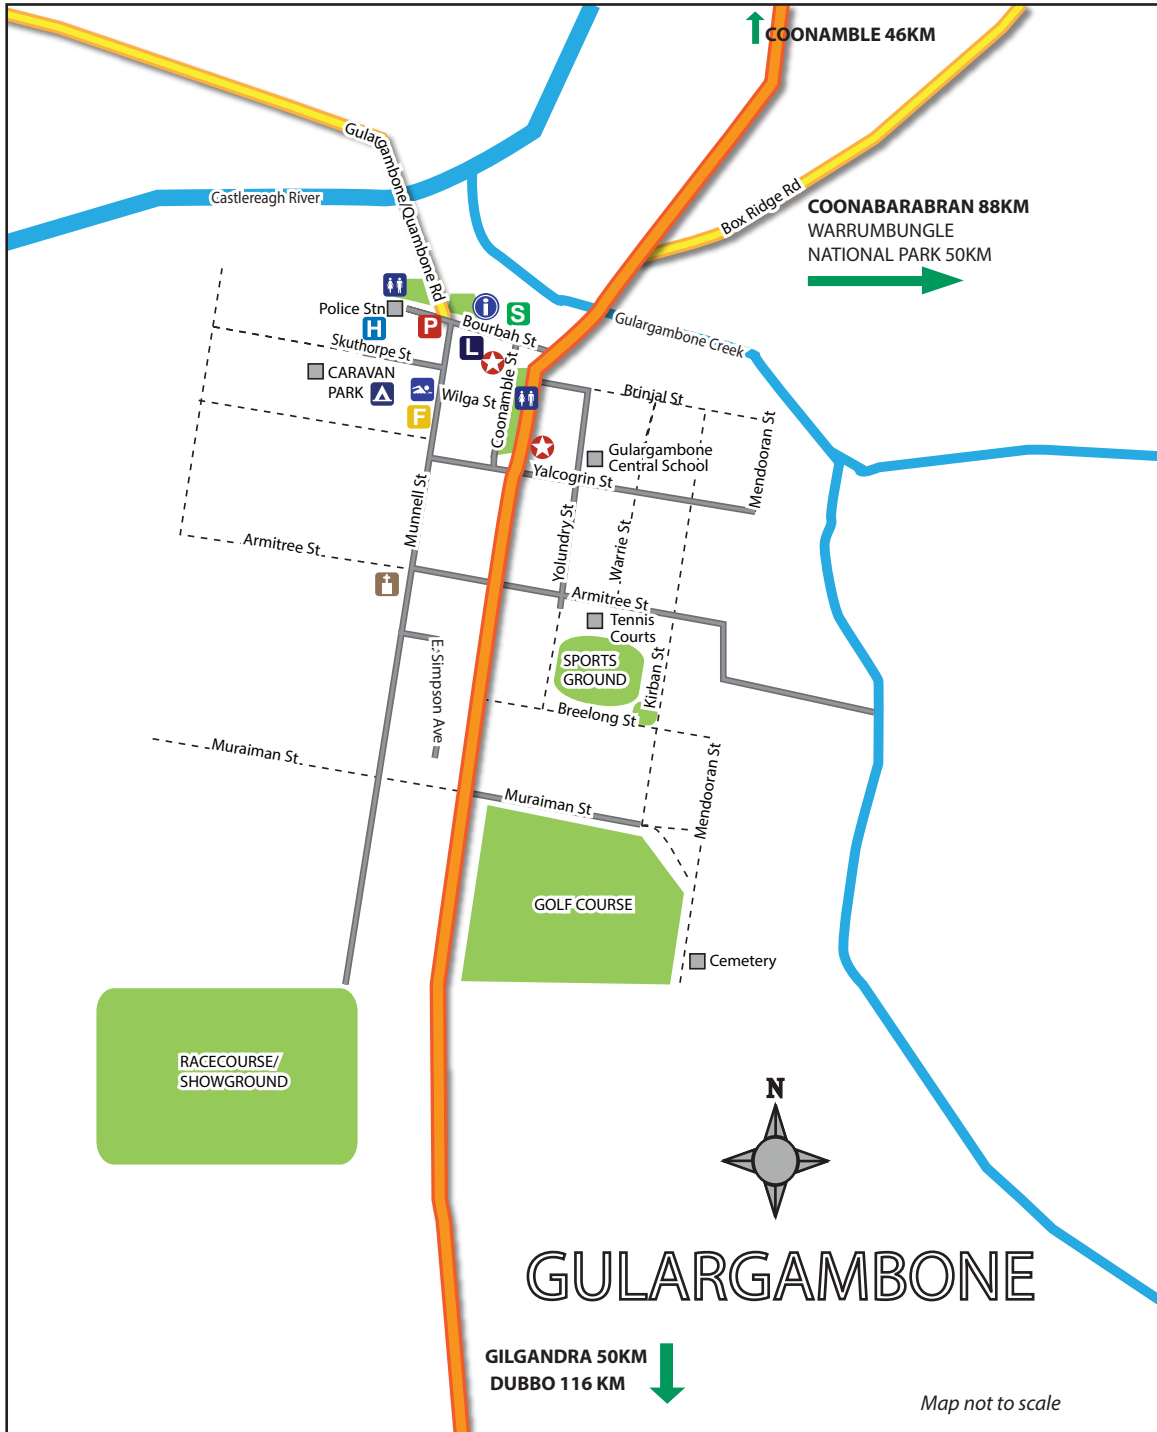 COONAMBLE 46KM
Gulargambone/Quambone Rd
Castlereagh River
Box Ridge Rd
COONABARABRAN 88KM
WARRUMBUNGLE
NATIONAL PARK 50KM
Police Stn
i
S
H
P
Bourbah St
L
Gulargambone Creek
Skuthorpe St
CARAVAN
PARK
F
Wilga St
Coonamble St
Brinjal St
Mendooran St
Gulargambone
Central School
Yalcogrin St
Munnell St
Yolundry St
Warrie St
Armitree St
Armitree St
Tennis
Courts
E. Simpson Ave
SPORTS
GROUND
Kirban St
Breelong St
Muraiman St
Muraiman St
Mendooran St
GOLF COURSE
Cemetery
RACECOURSE/
SHOWGROUND
N
GULARGAMBONE
GILGANDRA 50KM
DUBBO 116 KM
Map not to scale